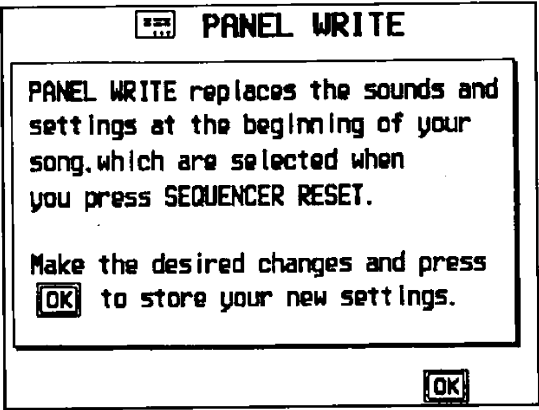 PANEL WRITE
PANEL WRITE replaces the sounds and
settings at the beginning of your
song,which are selected when
you press SEQUENCER RESET.
Make the desired changes and press
OK to store your new settings.
OK